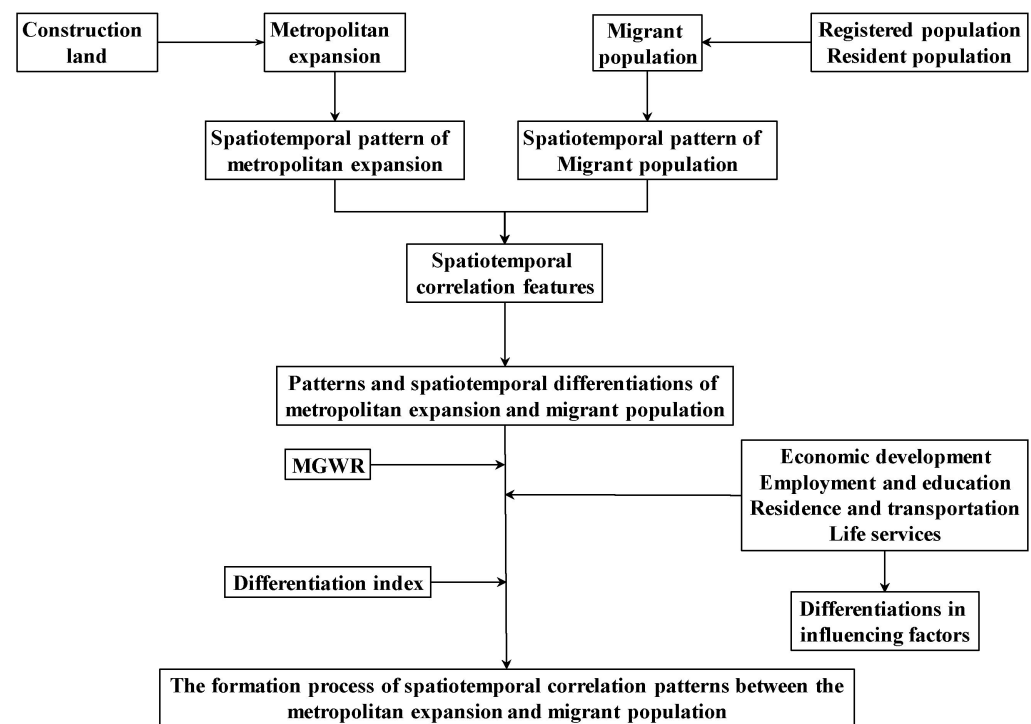 Construction
land
Metropolitan
expansion
Migrant
population
Registered population
Resident population
Spatiotemporal pattern of
metropolitan expansion
Spatiotemporal pattern of
Migrant population
Spatiotemporal
correlation features
Patterns and spatiotemporal differentiations of
metropolitan expansion and migrant population
MGWR
Economic development
Employment and education
Residence and transportation
Life services
Differentiation index
Differentiations in
influencing factors
The formation process of spatiotemporal correlation patterns between the
metropolitan expansion and migrant population